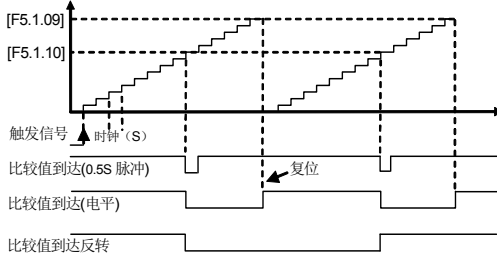 [F5.1.09]
[F5.1.10]
触发信号
时钟（S）
比较值到达(0.5S 脉冲)
复位
比较值到达(电平)
比较值到达反转